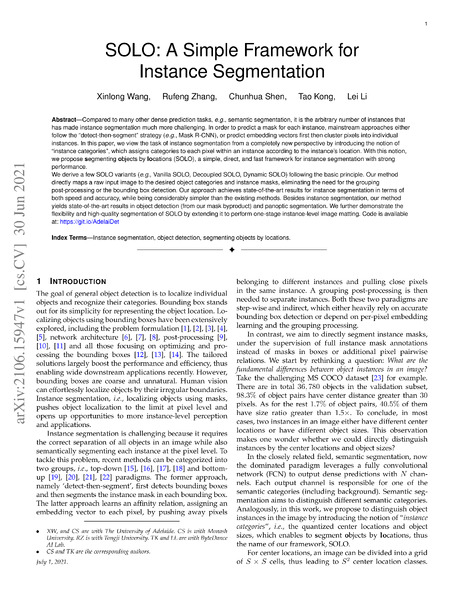 1
SOLO: A Simple Framework for
Instance Segmentation
Xinlong Wang, Rufeng Zhang, Chunhua Shen, Tao Kong, Lei Li
Abstract—Compared to many other dense prediction tasks, e.g., semantic segmentation, it is the arbitrary number of instances that
has made instance segmentation much more challenging. In order to predict a mask for each instance, mainstream approaches either
follow the "detect-then-segment" strategy (e.g., Mask R-CNN), or predict embedding vectors first then cluster pixels into individual
instances. In this paper, we view the task of instance segmentation from a completely new perspective by introducing the notion of
"instance categories", which assigns categories to each pixel within an instance according to the instance's location. With this notion,
we propose segmenting objects by locations (SOLO), a simple, direct, and fast framework for instance segmentation with strong
performance.
We derive a few SOLO variants (e.g., Vanilla SOLO, Decoupled SOLO, Dynamic SOLO) following the basic principle. Our method
directly maps a raw input image to the desired object categories and instance masks, eliminating the need for the grouping
post-processing or the bounding box detection. Our approach achieves state-of-the-art results for instance segmentation in terms of
both speed and accuracy, while being considerably simpler than the existing methods. Besides instance segmentation, our method
yields state-of-the-art results in object detection (from our mask byproduct) and panoptic segmentation. We further demonstrate the
flexibility and high-quality segmentation of SOLO by extending it to perform one-stage instance-level image matting. Code is available
at: https://git.io/AdelaiDet
Index Terms—Instance segmentation, object detection, segmenting objects by locations.
arXiv:2106.15947v1 [cs.CV] 30 Jun 2021
1 INTRODUCTION
The goal of general object detection is to localize individual
objects and recognize their categories. Bounding box stands
out for its simplicity for representing the object location. Lo-
calizing objects using bounding boxes have been extensively
explored, including the problem formulation [1], [2], [3], [4],
[5], network architecture [6], [7], [8], post-processing [9],
[10], [11] and all those focusing on optimizing and pro-
cessing the bounding boxes [12], [13], [14]. The tailored
solutions largely boost the performance and efficiency, thus
enabling wide downstream applications recently. However,
bounding boxes are coarse and unnatural. Human vision
can effortlessly localize objects by their irregular boundaries.
Instance segmentation, i.e., localizing objects using masks,
pushes object localization to the limit at pixel level and
opens up opportunities to more instance-level perception
and applications.
Instance segmentation is challenging because it requires
the correct separation of all objects in an image while also
semantically segmenting each instance at the pixel level. To
tackle this problem, recent methods can be categorized into
two groups, i.e., top-down [15], [16], [17], [18] and bottom-
up [19], [20], [21], [22] paradigms. The former approach,
namely 'detect-then-segment', first detects bounding boxes
and then segments the instance mask in each bounding box.
The latter approach learns an affinity relation, assigning an
embedding vector to each pixel, by pushing away pixels
• XW, and CS are with The University of Adelaide. CS is with Monash
University. RZ is with Tongji University. TK and LL are with ByteDance
AI Lab.
• CS and TK are the corresponding authors.
July 1, 2021.
belonging to different instances and pulling close pixels
in the same instance. A grouping post-processing is then
needed to separate instances. Both these two paradigms are
step-wise and indirect, which either heavily rely on accurate
bounding box detection or depend on per-pixel embedding
learning and the grouping processing.
In contrast, we aim to directly segment instance masks,
under the supervision of full instance mask annotations
instead of masks in boxes or additional pixel pairwise
relations. We start by rethinking a question: What are the
fundamental differences between object instances in an image?
Take the challenging MS COCO dataset [23] for example.
There are in total 36,780 objects in the validation subset,
98.3% of object pairs have center distance greater than 30
pixels. As for the rest 1.7% of object pairs, 40.5% of them
have size ratio greater than 1.5×. To conclude, in most
cases, two instances in an image either have different center
locations or have different object sizes. This observation
makes one wonder whether we could directly distinguish
instances by the center locations and object sizes?
In the closely related field, semantic segmentation, now
the dominated paradigm leverages a fully convolutional
network (FCN) to output dense predictions with N chan-
nels. Each output channel is responsible for one of the
semantic categories (including background). Semantic seg-
mentation aims to distinguish different semantic categories.
Analogously, in this work, we propose to distinguish object
instances in the image by introducing the notion of "instance
categories", i.e., the quantized center locations and object
sizes, which enables to segment objects by locations, thus
the name of our framework, SOLO.
For center locations, an image can be divided into a grid
of S × S cells, thus leading to S² center location classes.